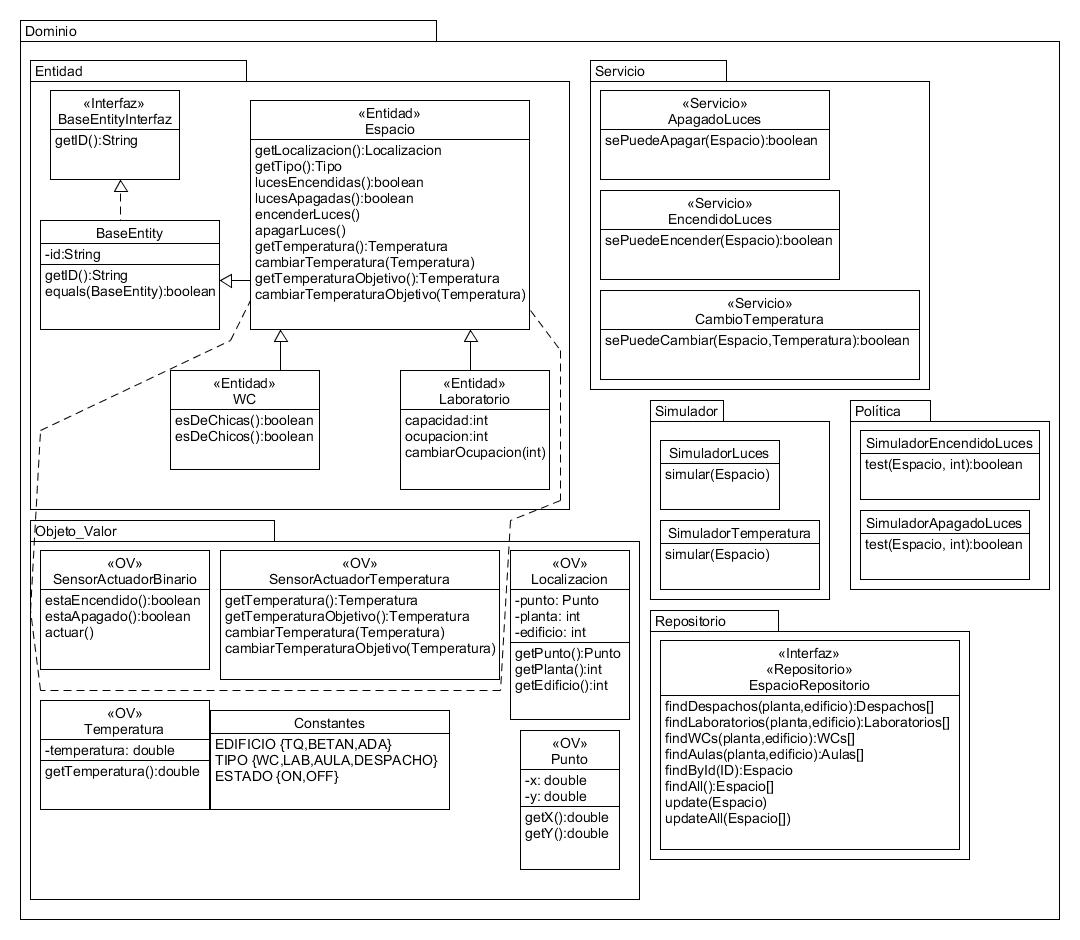 Dominio
Entidad
«Interfaz»
BaseEntityInterfaz
getID():String
BaseEntity
-id:String
getID():String
equals(BaseEntity):boolean
«Entidad»
Espacio
getLocalizacion():Localizacion
getTipo():Tipo
lucesEncendidas():boolean
lucesApagadas():boolean
encenderLuces()
apagarLuces()
getTemperatura():Temperatura
cambiarTemperatura(Temperatura)
getTemperaturaObjetivo():Temperatura
cambiarTemperaturaObjetivo(Temperatura)
«Entidad»
WC
esDeChicas():boolean
esDeChicos():boolean
«Entidad»
Laboratorio
capacidad:int
ocupacion:int
cambiarOcupacion(int)
Servicio
«Servicio»
ApagadoLuces
sePuedeApagar(Espacio):boolean
«Servicio»
EncendidoLuces
sePuedeEncender(Espacio):boolean
«Servicio»
CambioTemperatura
sePuedeCambiar(Espacio,Temperatura):boolean
Simulador
SimuladorLuces
simular(Espacio)
SimuladorTemperatura
simular(Espacio)
Política
SimuladorEncendidoLuces
test(Espacio, int):boolean
SimuladorApagadoLuces
test(Espacio, int):boolean
Objeto_Valor
«OV»
SensorActuadorBinario
estaEncendido():boolean
estaApagado():boolean
actuar()
«OV»
SensorActuadorTemperatura
getTemperatura():Temperatura
getTemperaturaObjetivo():Temperatura
cambiarTemperatura(Temperatura)
cambiarTemperaturaObjetivo(Temperatura)
«OV»
Localizacion
-punto: Punto
-planta: int
-edificio: int
getPunto():Punto
getPlanta():int
getEdificio():int
«OV»
Temperatura
-temperatura: double
getTemperatura():double
Constantes
EDIFICIO {TQ,BETAN,ADA}
TIPO {WC,LAB,AULA,DESPACHO}
ESTADO {ON,OFF}
«OV»
Punto
-x: double
-y: double
getX():double
getY():double
Repositorio
«Interfaz»
«Repositorio»
EspacioRepositorio
findDespachos(planta,edificio):Despachos[]
findLaboratorios(planta,edificio):Laboratorios[]
findWCs(planta,edificio):WCs[]
findAulas(planta,edificio):Aulas[]
findById(ID):Espacio
findAll():Espacio[]
update(Espacio)
updateAll(Espacio[])